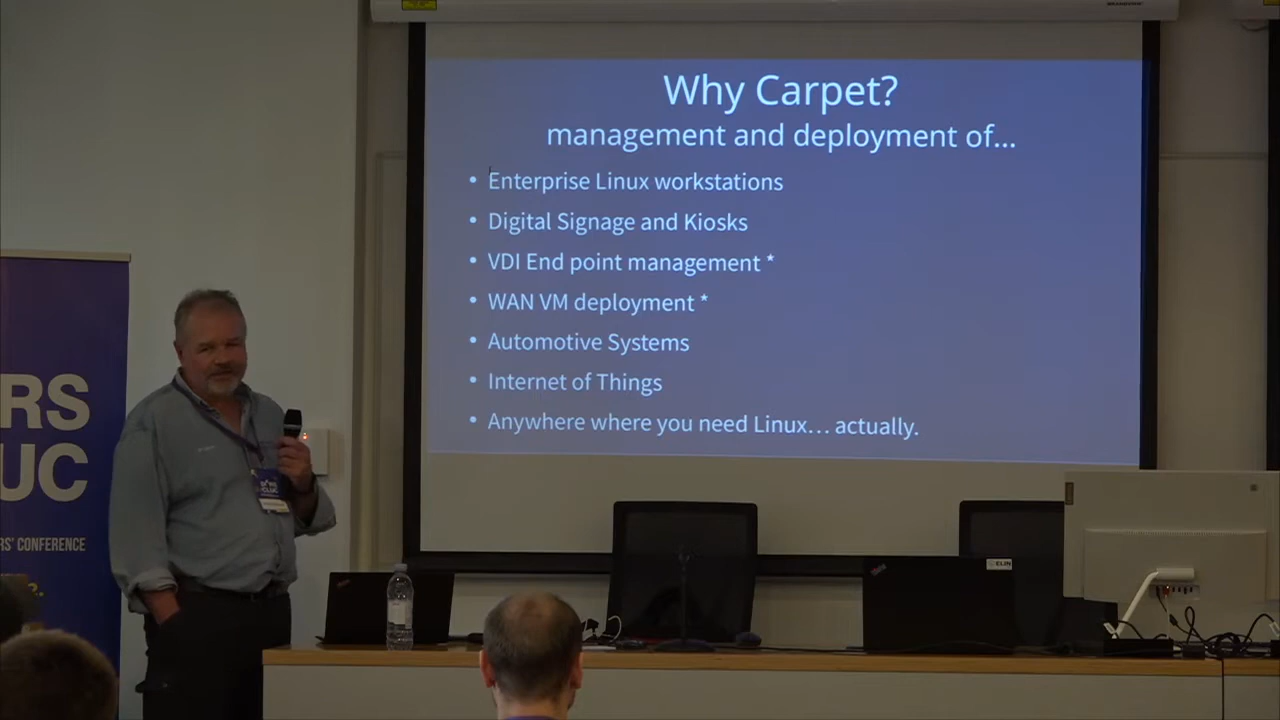 Why Carpet?
management and deployment of...
• Enterprise Linux workstations
• Digital Signage and Kiosks
• VDI End point management *
• WAN VM deployment *
• Automotive Systems
• Internet of Things
• Anywhere where you need Linux... actually.
RS
UC
RS' CONFERENCE